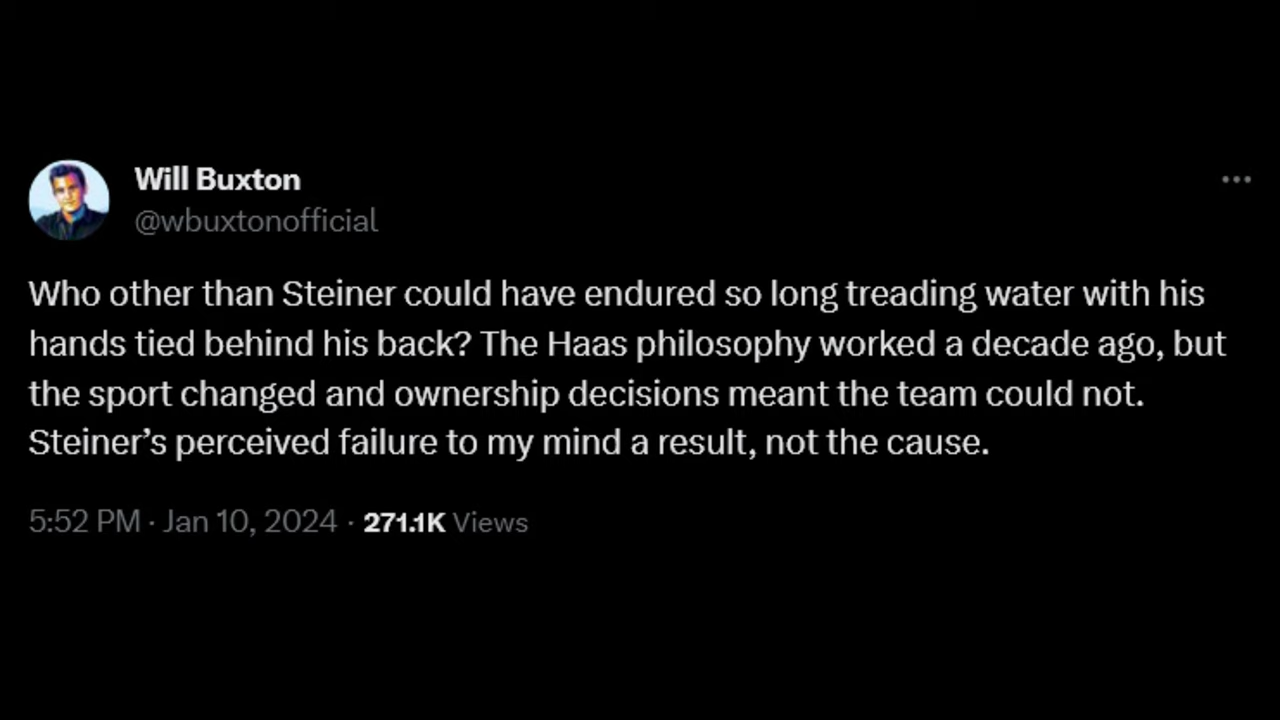 Will Buxton
@wbuxtonofficial
Who other than Steiner could have endured so long treading water with his
hands tied behind his back? The Haas philosophy worked a decade ago, but
the sport changed and ownership decisions meant the team could not.
Steiner’s perceived failure to my mind a result, not the cause.
5:52 PM · Jan 10, 2024 · 271.1K Views